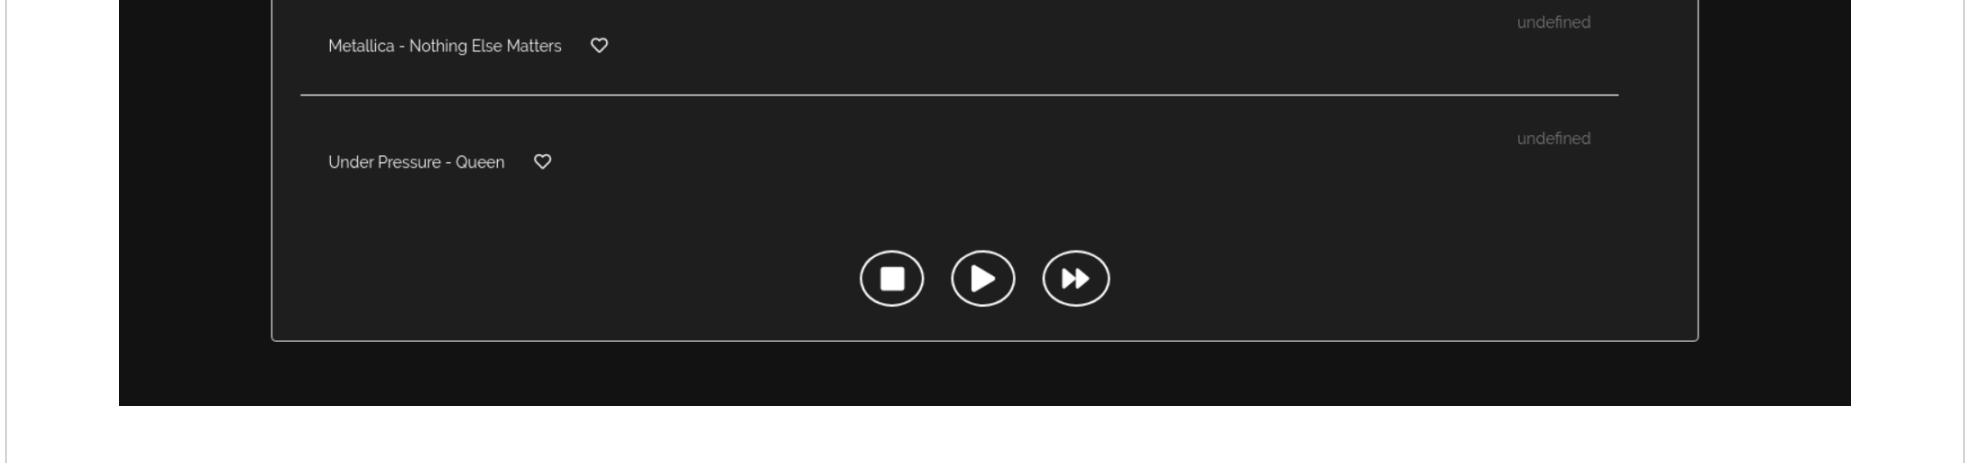 undefined
Metallica - Nothing Else Matters
undefined
Under Pressure - Queen